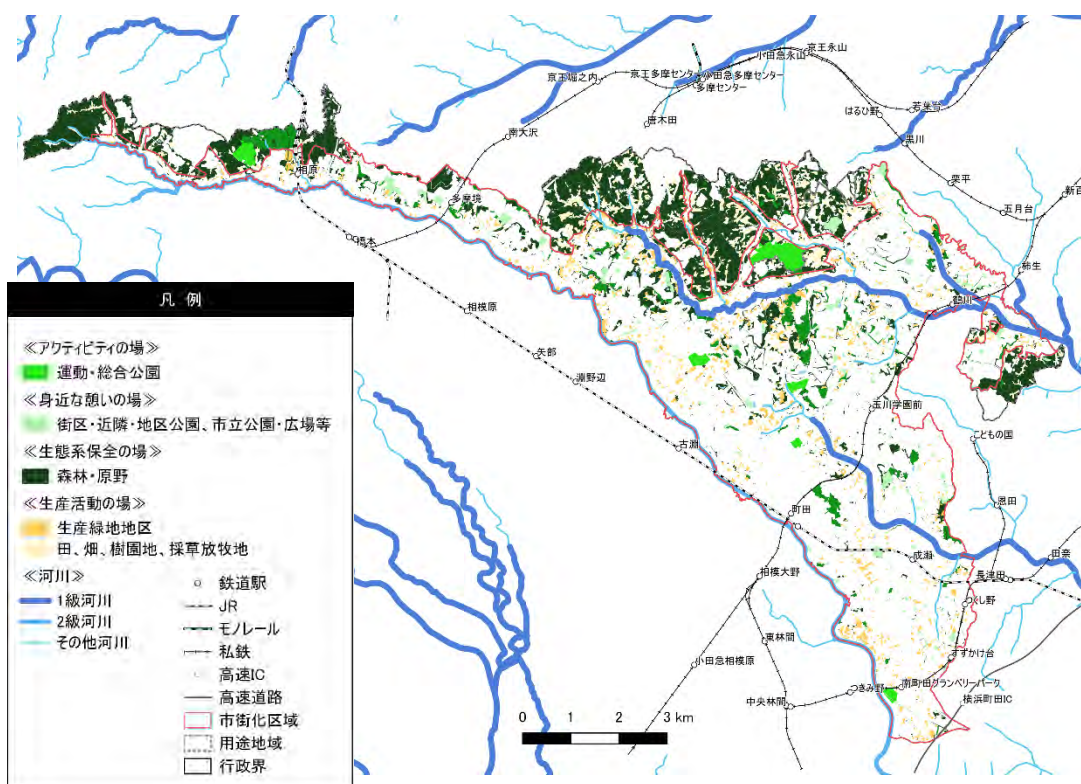 京王永山
小田急永山
京王多摩センター
小田急多摩センター
多摩センター
京王堀之内
唐木田
はるひ野
若葉台
黒川
南大沢
栗平
新百
五月台
柿生
相原
多摩境
橋本
鶴川
相模原
矢部
淵野辺
玉川学園前
こどもの国
古淵
恩田
町田
成瀬
田奈
長津田
相模大野
つくし野
東林間
すずかけ台
小田急相模原
つきみ野
南町田グランベリーパーク
中央林間
横浜町田IC
0 1 2 3 km
凡 例
≪アクティビティの場≫
運動・総合公園
≪身近な憩いの場≫
街区・近隣・地区公園、市立公園・広場等
≪生態系保全の場≫
森林・原野
≪生産活動の場≫
生産緑地地区
田、畑、樹園地、採草放牧地
≪河川≫
1級河川
2級河川
その他河川
鉄道駅
JR
モノレール
私鉄
高速IC
高速道路
市街化区域
用途地域
行政界